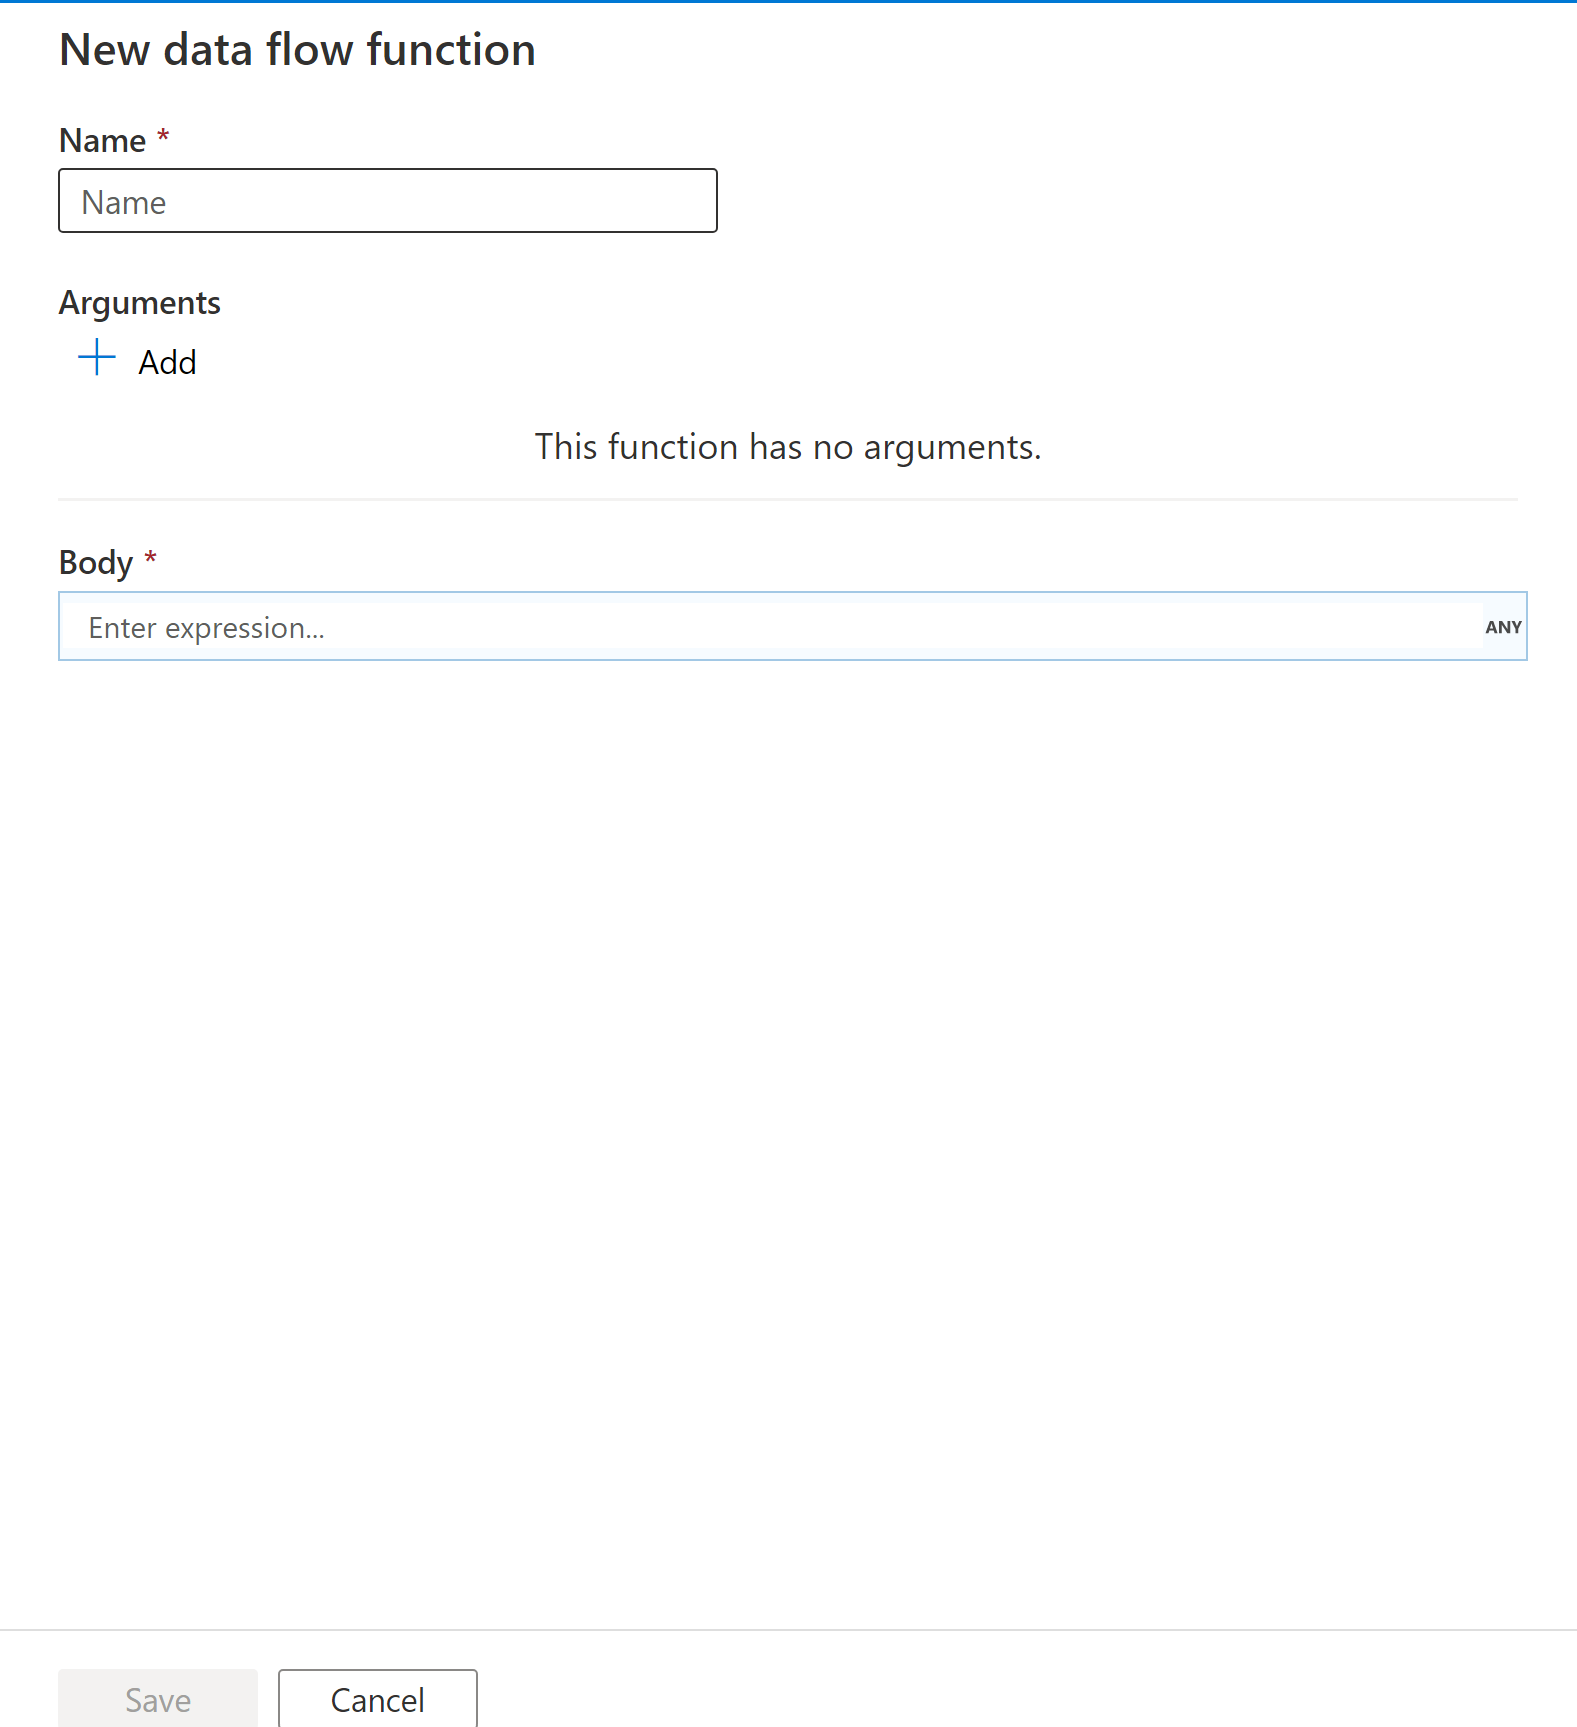 New data flow function
Name *
Name
Arguments
Add
This function has no arguments.
Body *
Enter expression...
ANY
Save
Cancel